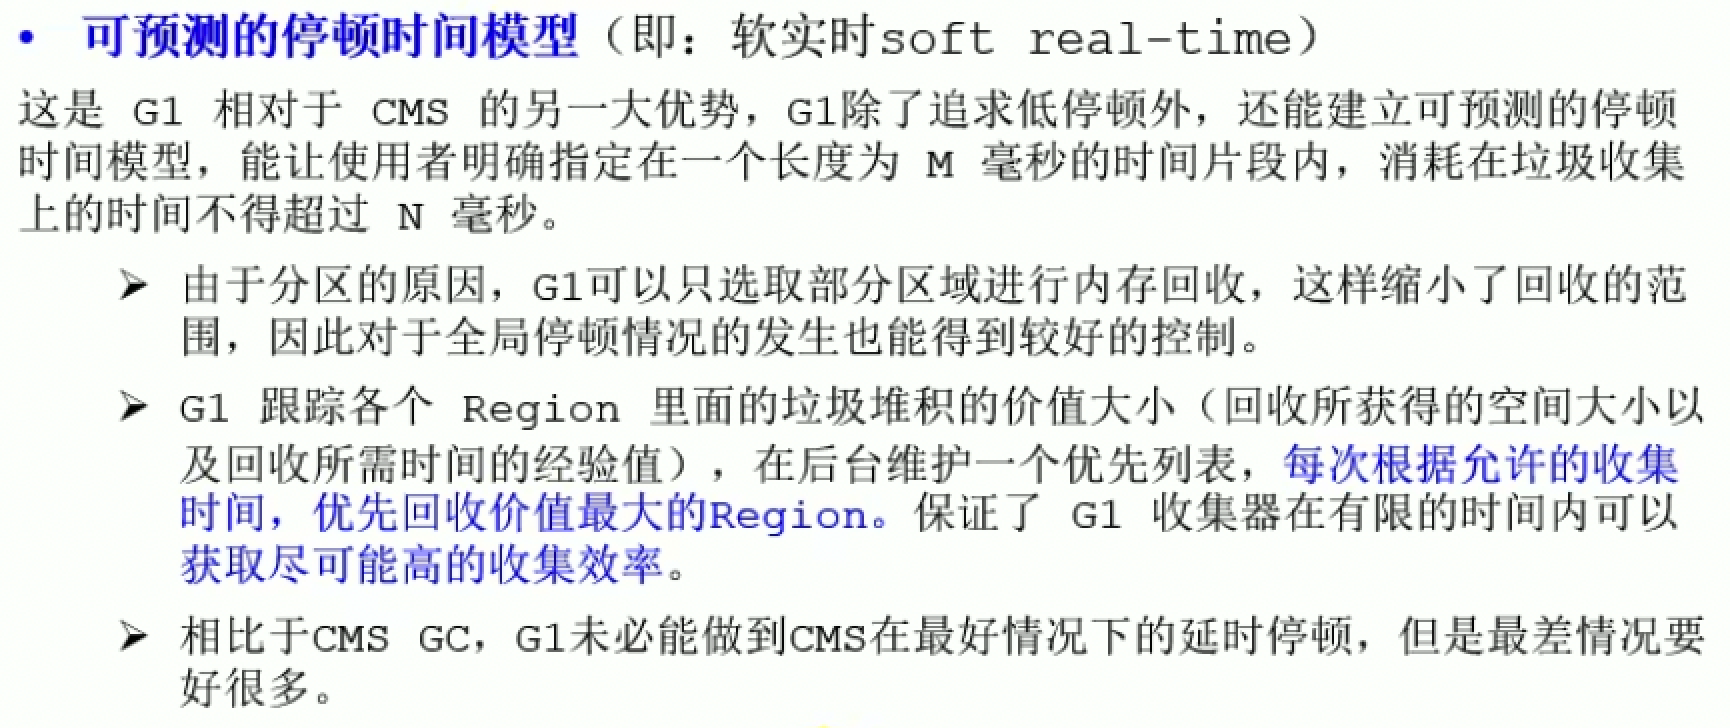 • 可预测的停顿时间模型（即：软实时soft real-time）
这是 G1 相对于 CMS 的另一大优势，G1除了追求低停顿外，还能建立可预测的停顿
时间模型，能让使用者明确指定在一个长度为 M 毫秒的时间片段内，消耗在垃圾收集
上的时间不得超过 N 毫秒。
➢ 由于分区的原因，G1可以只选取部分区域进行内存回收，这样缩小了回收的范
围，因此对于全局停顿情况的发生也能得到较好的控制。
➢ G1 跟踪各个 Region 里面的垃圾堆积的价值大小（回收所获得的空间大小以
及回收所需时间的经验值），在后台维护一个优先列表，每次根据允许的收集
时间，优先回收价值最大的Region。保证了 G1 收集器在有限的时间内可以
获取尽可能高的收集效率。
➢ 相比于CMS GC，G1未必能做到CMS在最好情况下的延时停顿，但是最差情况要
好很多。